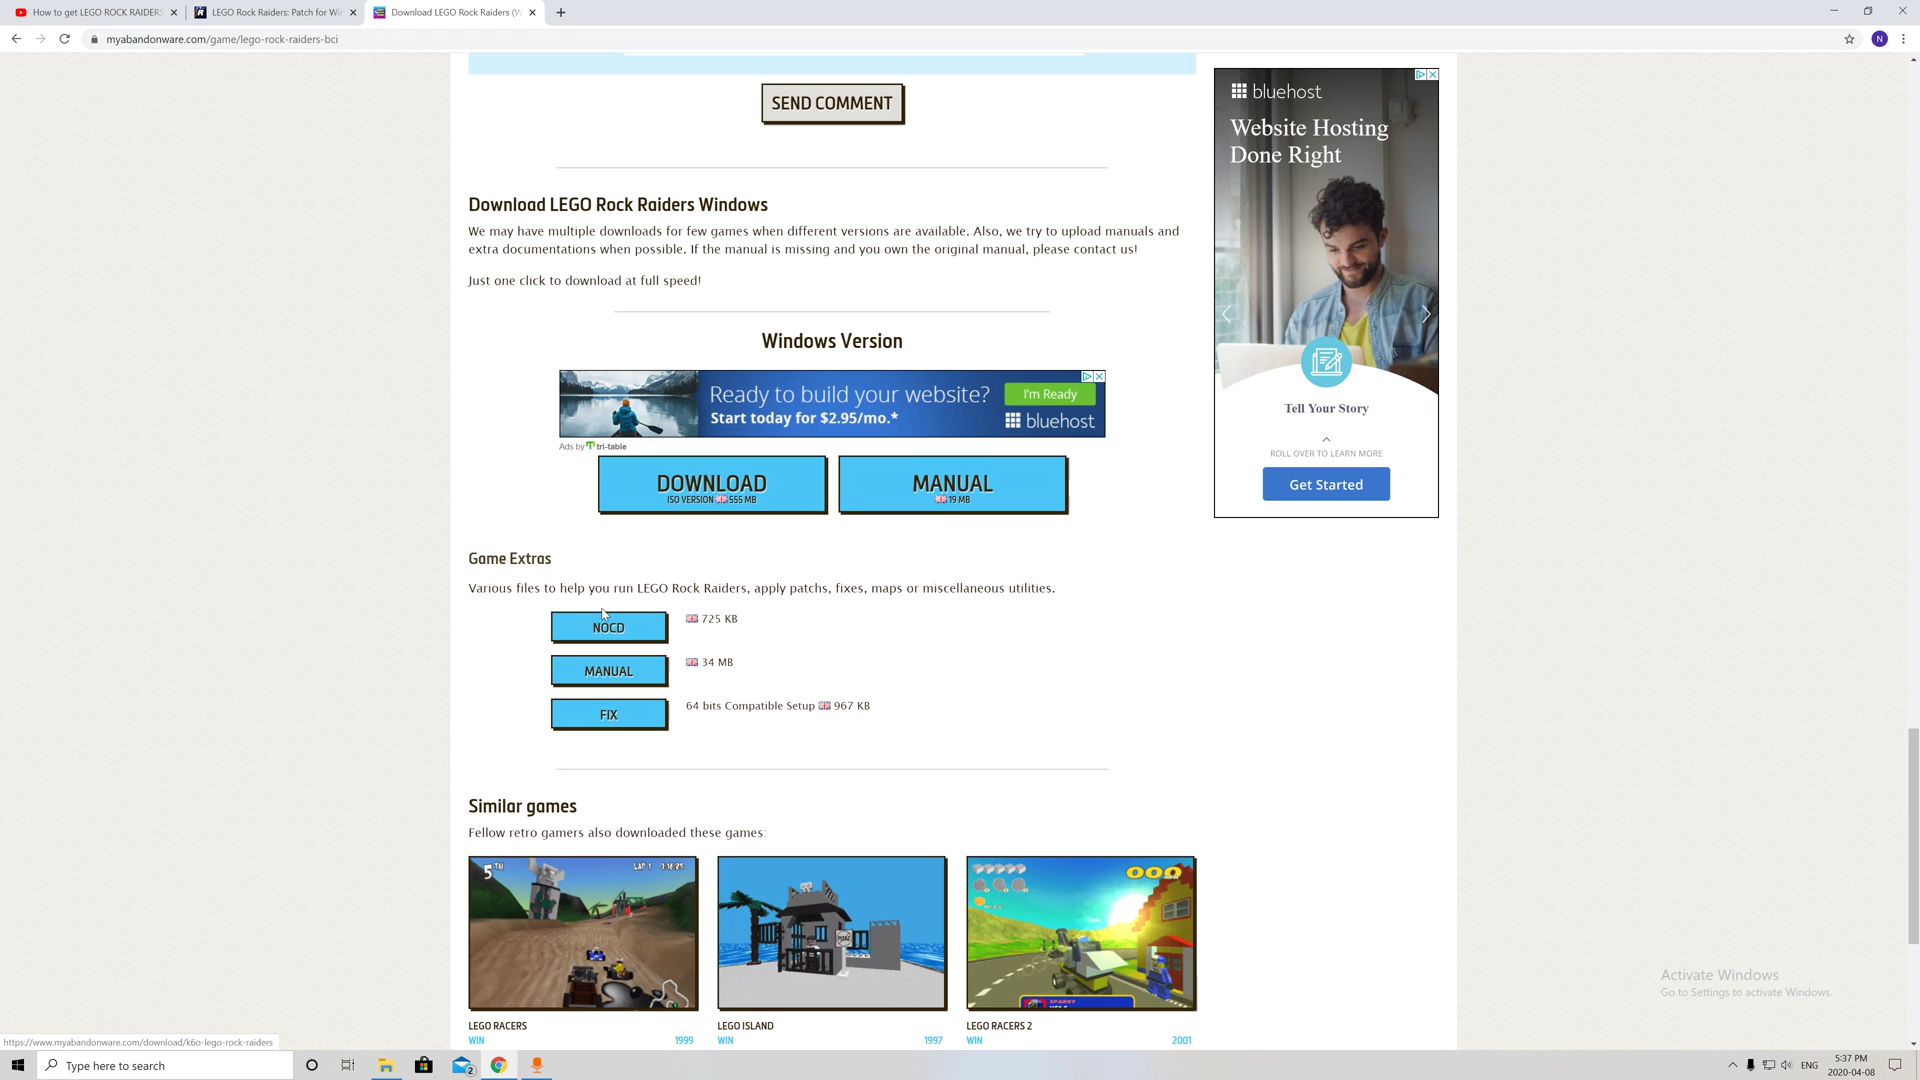 How to get LEGO ROCK RAIDERS
LEGO Rock Raiders: Patch for Wi
Download LEGO Rock Raiders (W
myabandonware.com/game/lego-rock-raiders-bci
N
SEND COMMENT
Download LEGO Rock Raiders Windows
We may have multiple downloads for few games when different versions are available. Also, we try to upload manuals and
extra documentations when possible. If the manual is missing and you own the original manual, please contact us!
Just one click to download at full speed!
Windows Version
Ready to build your website?
Start today for $2.95/mo.*
I'm Ready
bluehost
Ads by tri-table
DOWNLOAD
ISO VERSION 555 MB
MANUAL
19 MB
Game Extras
Various files to help you run LEGO Rock Raiders, apply patchs, fixes, maps or miscellaneous utilities.
NOCD
725 KB
MANUAL
34 MB
FIX
64 bits Compatible Setup 967 KB
Similar games
Fellow retro gamers also downloaded these games:
5TH
LAP 1
LEGO RACERS
WIN 1999
LEGO ISLAND
WIN 1997
LEGO RACERS 2
WIN 2001
bluehost
Website Hosting
Done Right
Tell Your Story
ROLL OVER TO LEARN MORE
Get Started
Activate Windows
Go to Settings to activate Windows.
https://www.myabandonware.com/download/k6o-lego-rock-raiders
Type here to search
2
ENG
5:37 PM
2020-04-08